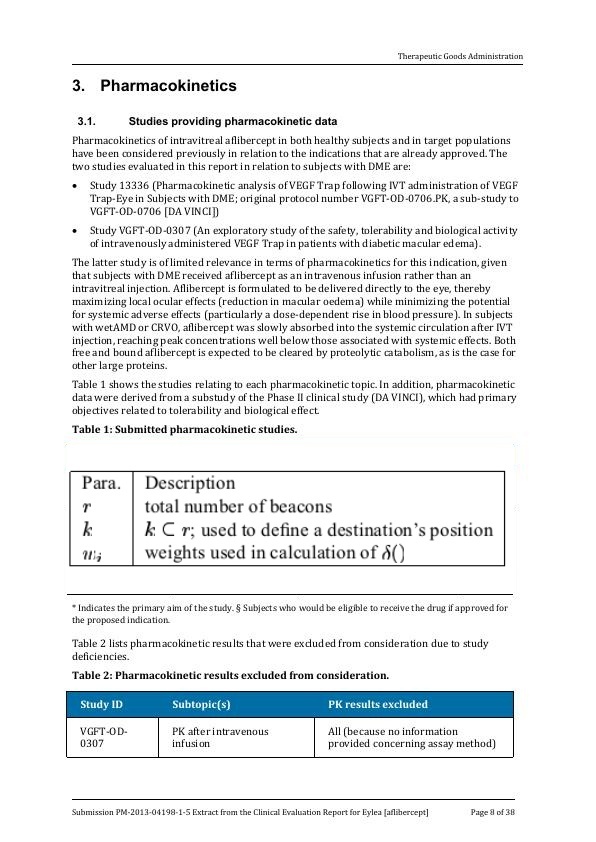 Therapeutic Goods Administration
3. Pharmacokinetics
3.1. Studies providing pharmacokinetic data
Pharmacokinetics of intravitreal aflibercept in both healthy subjects and in target populations
have been considered previously in relation to the indications that are already approved. The
two studies evaluated in this report in relation to subjects with DME are:
• Study 13336 (Pharmacokinetic analysis of VEGF Trap following IVT administration of VEGF
Trap-Eye in Subjects with DME; original protocol number VGFT-OD-0706.PK, a sub-study to
VGFT-OD-0706 [DA VINCI])
• Study VGFT-OD-0307 (An exploratory study of the safety, tolerability and biological activity
of intravenously administered VEGF Trap in patients with diabetic macular edema).
The latter study is of limited relevance in terms of pharmacokinetics for this indication, given
that subjects with DME received aflibercept as an intravenous infusion rather than an
intravitreal injection. Aflibercept is formulated to be delivered directly to the eye, thereby
maximizing local ocular effects (reduction in macular oedema) while minimizing the potential
for systemic adverse effects (particularly a dose-dependent rise in blood pressure). In subjects
with wetAMD or CRVO, aflibercept was slowly absorbed into the systemic circulation after IVT
injection, reaching peak concentrations well below those associated with systemic effects. Both
free and bound aflibercept is expected to be cleared by proteolytic catabolism, as is the case for
other large proteins.
Table 1 shows the studies relating to each pharmacokinetic topic. In addition, pharmacokinetic
data were derived from a substudy of the Phase II clinical study (DA VINCI), which had primary
objectives related to tolerability and biological effect.
Table 1: Submitted pharmacokinetic studies.
Para. Description
r total number of beacons
k k ⊂ r; used to define a destination's position
w_i weights used in calculation of δ()
* Indicates the primary aim of the study. § Subjects who would be eligible to receive the drug if approved for
the proposed indication.
Table 2 lists pharmacokinetic results that were excluded from consideration due to study
deficiencies.
Table 2: Pharmacokinetic results excluded from consideration.
Study ID Subtopic(s) PK results excluded
VGFT-OD- PK after intravenous All (because no information
0307 infusion provided concerning assay method)
Submission PM-2013-04198-1-5 Extract from the Clinical Evaluation Report for Eylea [aflibercept] Page 8 of 38